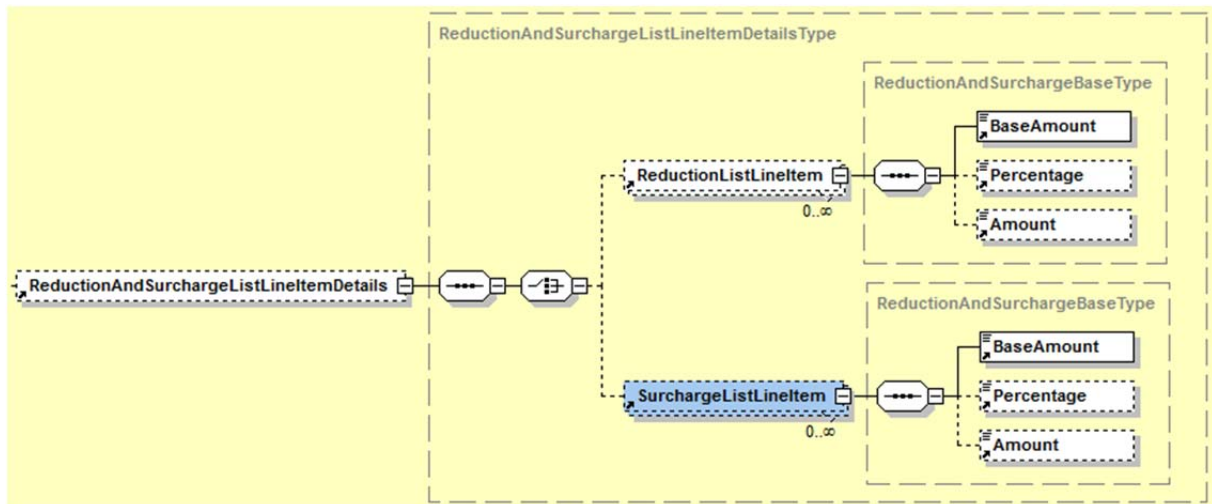 ReductionAndSurchargeListLineItemDetailsType
ReductionAndSurchargeBaseType
BaseAmount
ReductionListLineItem
Percentage
0..∞
Amount
ReductionAndSurchargeListLineItemDetails
ReductionAndSurchargeBaseType
BaseAmount
SurchargeListLineItem
Percentage
0..∞
Amount